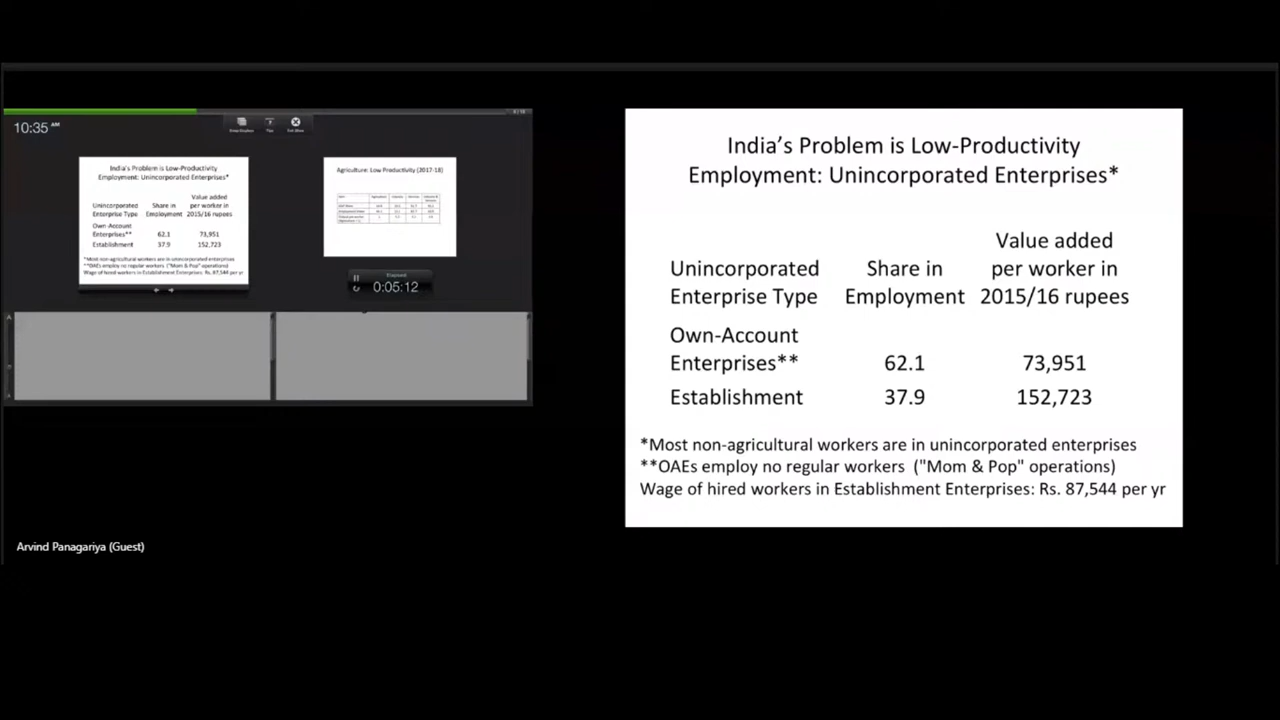 6 / 18
10:35 AM
India's Problem is Low-Productivity
Employment: Unincorporated Enterprises*
Unincorporated Enterprise Type Share in Employment Value added per worker in 2015/16 rupees
Own-Account Enterprises** 62.1 73,951
Establishment 37.9 152,723
*Most non-agricultural workers are in unincorporated enterprises
**OAEs employ no regular workers ("Mom & Pop" operations)
Wage of hired workers in Establishment Enterprises: Rs. 87,544 per yr
Agriculture: Low Productivity (2017-18)
Elapsed
0:05:12
Arvind Panagariya (Guest)
India's Problem is Low-Productivity
Employment: Unincorporated Enterprises*
Value added
Unincorporated Share in per worker in
Enterprise Type Employment 2015/16 rupees
Own-Account
Enterprises** 62.1 73,951
Establishment 37.9 152,723
*Most non-agricultural workers are in unincorporated enterprises
**OAEs employ no regular workers ("Mom & Pop" operations)
Wage of hired workers in Establishment Enterprises: Rs. 87,544 per yr